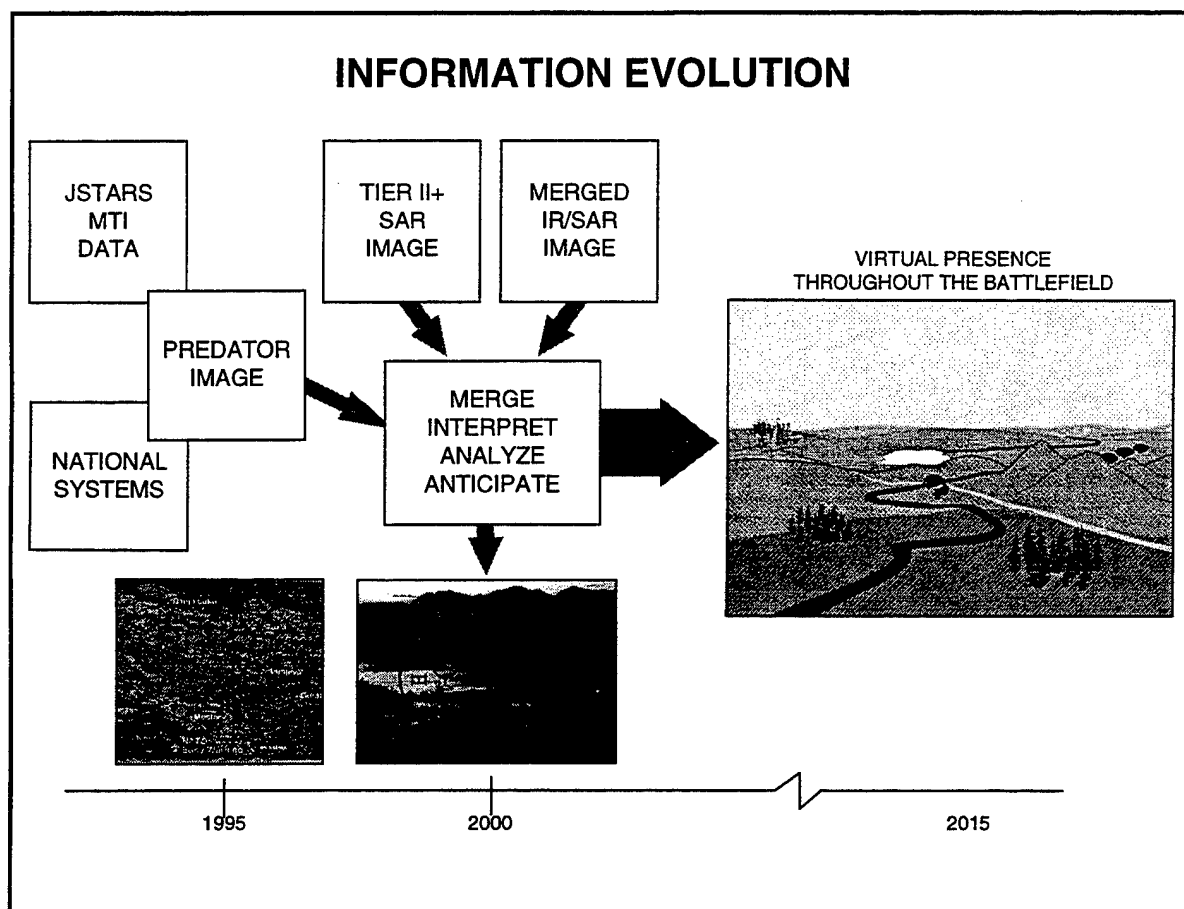 INFORMATION EVOLUTION
JSTARS
MTI
DATA
TIER II+
SAR
IMAGE
MERGED
IR/SAR
IMAGE
PREDATOR
IMAGE
NATIONAL
SYSTEMS
MERGE
INTERPRET
ANALYZE
ANTICIPATE
VIRTUAL PRESENCE
THROUGHOUT THE BATTLEFIELD
1995
2000
2015